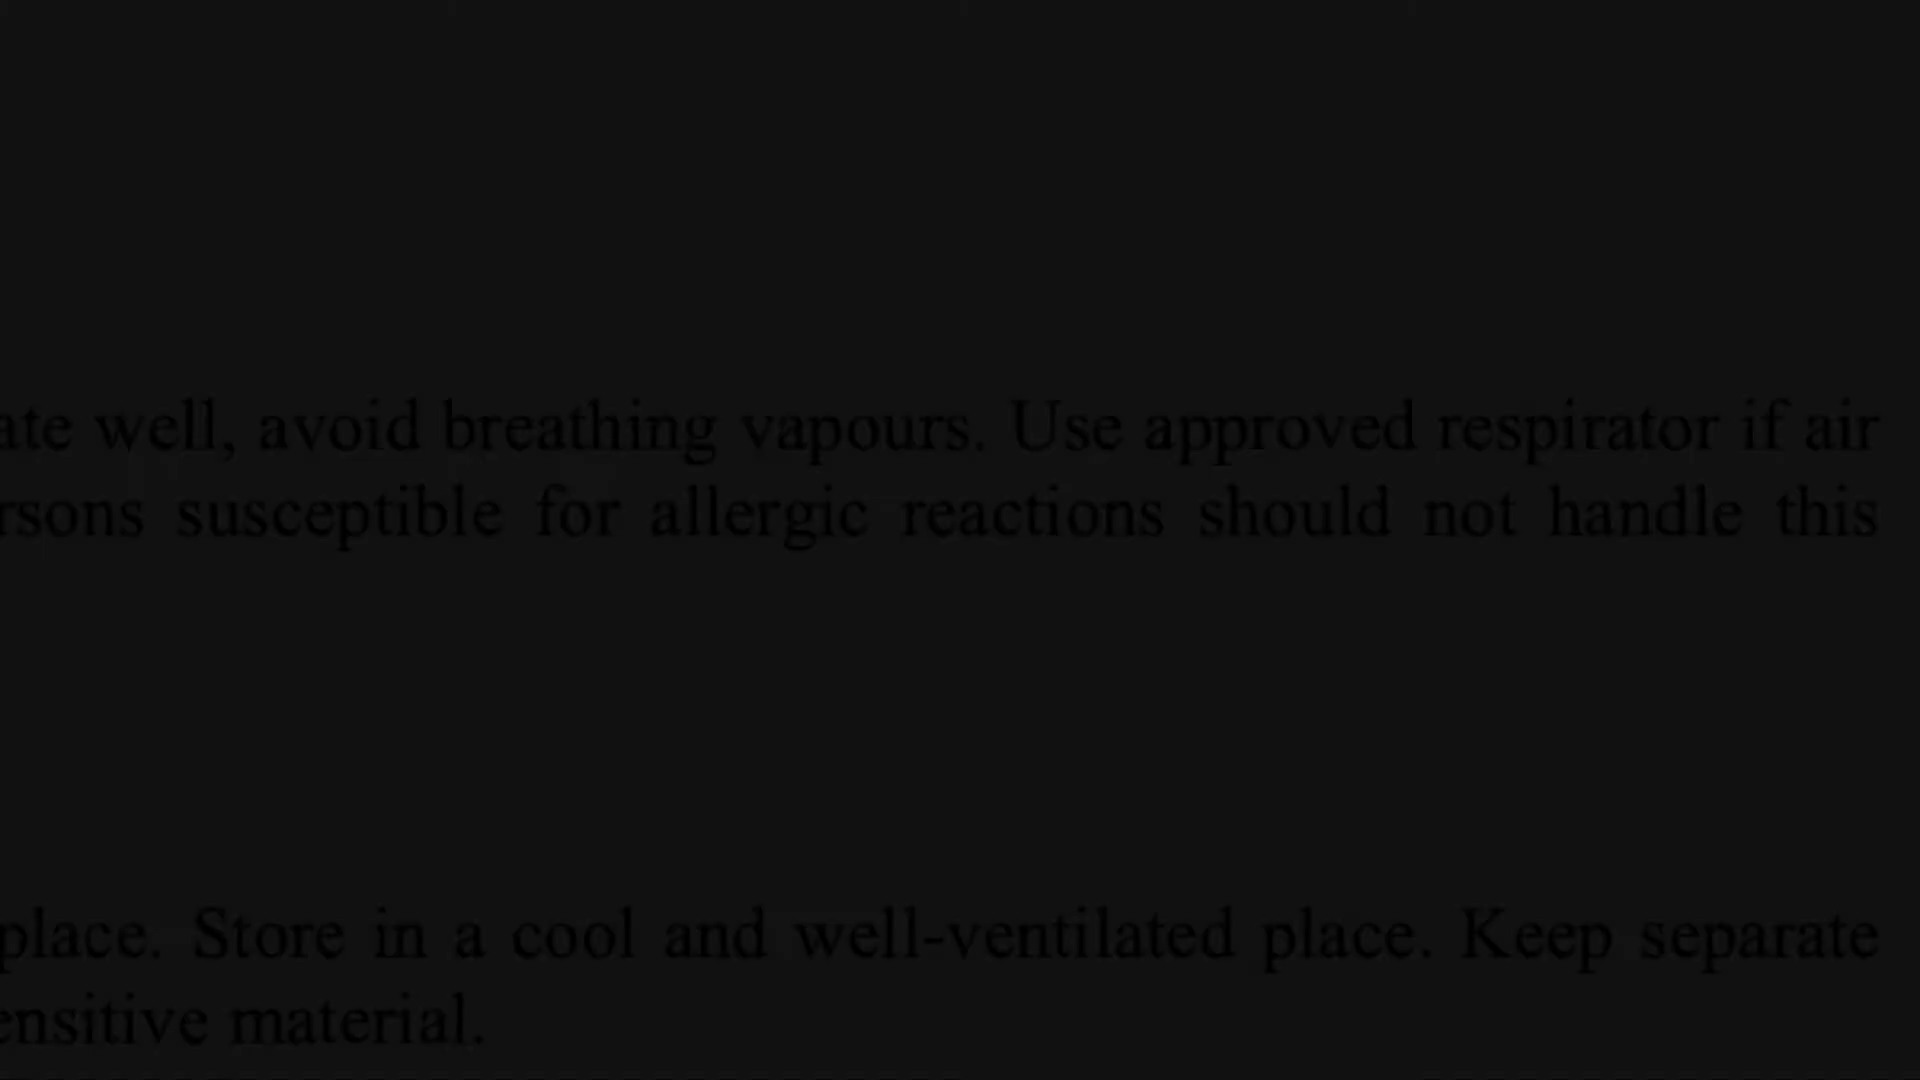 ate well, avoid breathing vapours. Use approved respirator if air
rsons susceptible for allergic reactions should not handle this
place. Store in a cool and well-ventilated place. Keep separate
ensitive material.